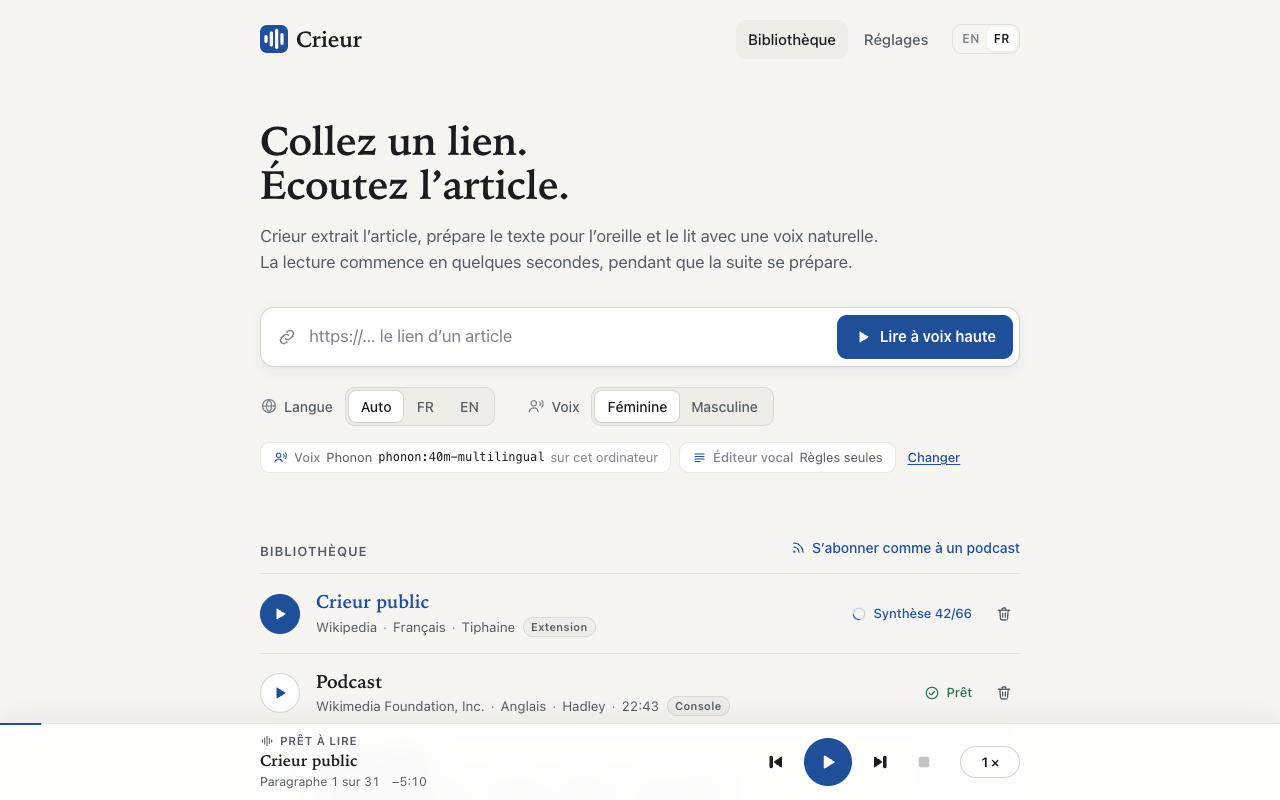 Crieur
Bibliothèque
Réglages
EN FR
Collez un lien.
Écoutez l’article.
Crieur extrait l’article, prépare le texte pour l’oreille et le lit avec une voix naturelle.
La lecture commence en quelques secondes, pendant que la suite se prépare.
https://… le lien d’un article
Lire à voix haute
Langue Auto FR EN
Voix Féminine Masculine
Voix Phonon phonon:40m-multilingual sur cet ordinateur
Éditeur vocal Règles seules
Changer
BIBLIOTHÈQUE
S’abonner comme à un podcast
Crieur public
Wikipedia · Français · Tiphaine Extension
Synthèse 42/66
Podcast
Wikimedia Foundation, Inc. · Anglais · Hadley · 22:43 Console
Prêt
PRÊT À LIRE
Crieur public
Paragraphe 1 sur 31 −5:10
1 ×